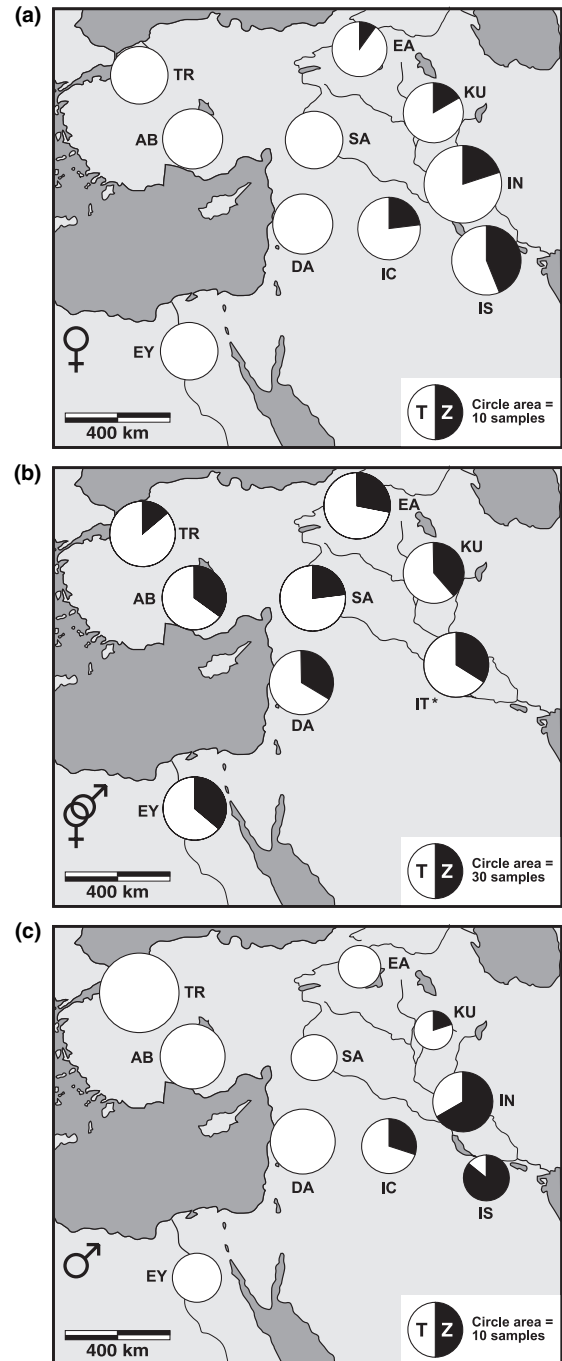 (a)
TR
EA
KU
AB
SA
IN
DA
IC
IS
EY
♀
400 km
T Z
Circle area =
10 samples
(b)
TR
EA
KU
AB
SA
DA
IT*
EY
⚤
400 km
T Z
Circle area =
30 samples
(c)
TR
EA
KU
AB
SA
IN
DA
IC
IS
EY
♂
400 km
T Z
Circle area =
10 samples